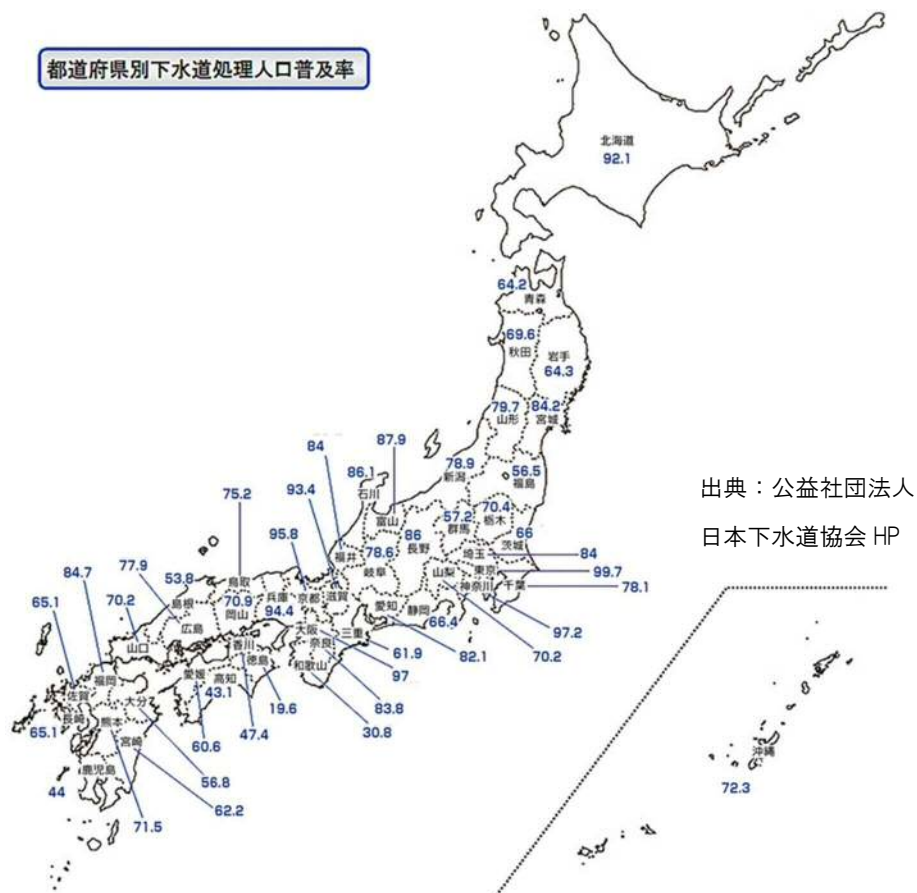 都道府県別下水道処理人口普及率
北海道
92.1
64.2
青森
69.6
秋田
岩手
64.3
79.7
山形
84.2
宮城
87.9
84
78.9
新潟
56.5
福島
86.1
石川
富山
75.2
93.4
57.2
群馬
70.4
栃木
66
茨城
95.8
福井
78.6
岐阜
86
長野
埼玉
84
山梨
東京
99.7
神奈川
千葉
78.1
97.2
70.2
77.9
84.7
53.8
島根
鳥取
70.9
岡山
兵庫
94.4
京都
滋賀
愛知
静岡
66.4
82.1
65.1
70.2
山口
広島
大阪
奈良
三重
61.9
97
和歌山
83.8
30.8
香川
徳島
愛媛
高知
43.1
19.6
47.4
60.6
福岡
佐賀
長崎
65.1
大分
熊本
宮崎
56.8
62.2
鹿児島
44
71.5
沖縄
72.3
出典：公益社団法人
日本下水道協会 HP